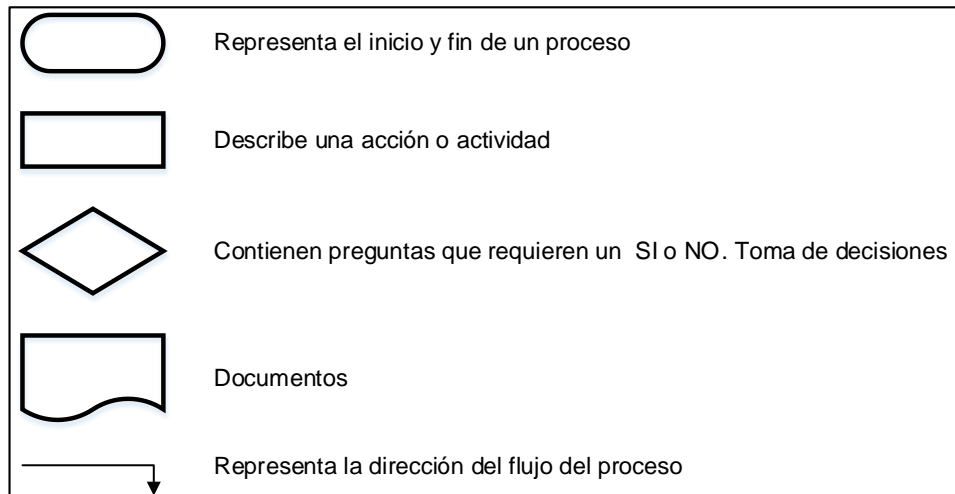 Representa el inicio y fin de un proceso
Describe una acción o actividad
Contienen preguntas que requieren un SI o NO. Toma de decisiones
Documentos
Representa la dirección del flujo del proceso